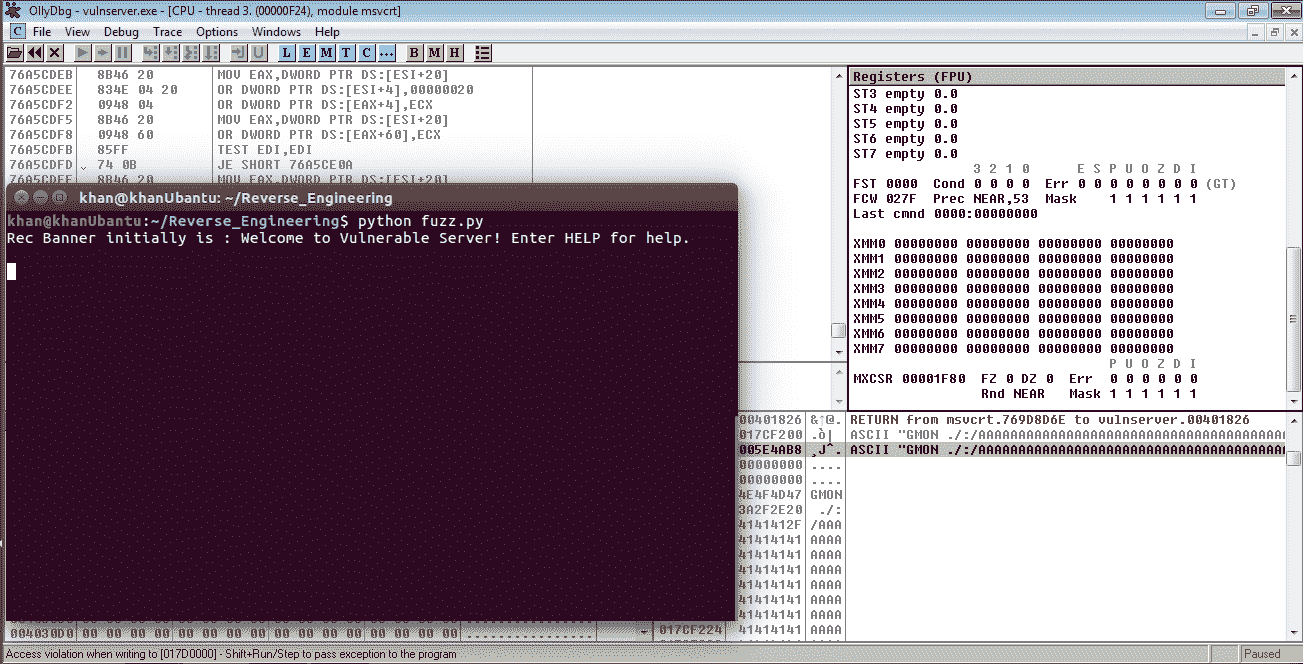 OllyDbg - vulnserver.exe - [CPU - thread 3. (00000F24), module msvcrt]
C File View Debug Trace Options Windows Help
L E M T C ... B M H
76A5CDEB 8B46 20 MOV EAX,DWORD PTR DS:[ESI+20]
76A5CDEE 834E 04 20 OR DWORD PTR DS:[ESI+4],00000020
76A5CDF2 0948 04 OR DWORD PTR DS:[EAX+4],ECX
76A5CDF5 8B46 20 MOV EAX,DWORD PTR DS:[ESI+20]
76A5CDF8 0948 60 OR DWORD PTR DS:[EAX+60],ECX
76A5CDFB 85FF TEST EDI,EDI
76A5CDFD 74 0B JE SHORT 76A5CE0A
76A5CDFF 8B46 20 MOV EAX,DWORD PTR DS:[ESI+20]
Registers (FPU)
ST3 empty 0.0
ST4 empty 0.0
ST5 empty 0.0
ST6 empty 0.0
ST7 empty 0.0
3 2 1 0 E S P U O Z D I
FST 0000 Cond 0 0 0 0 Err 0 0 0 0 0 0 0 0 (GT)
FCW 027F Prec NEAR,53 Mask 1 1 1 1 1 1
Last cmnd 0000:00000000
XMM0 00000000 00000000 00000000 00000000
XMM1 00000000 00000000 00000000 00000000
XMM2 00000000 00000000 00000000 00000000
XMM3 00000000 00000000 00000000 00000000
XMM4 00000000 00000000 00000000 00000000
XMM5 00000000 00000000 00000000 00000000
XMM6 00000000 00000000 00000000 00000000
XMM7 00000000 00000000 00000000 00000000
P U O Z D I
MXCSR 00001F80 FZ 0 DZ 0 Err 0 0 0 0 0 0
Rnd NEAR Mask 1 1 1 1 1 1
khan@khanUbantu: ~/Reverse_Engineering
khan@khanUbantu:~/Reverse_Engineering$ python fuzz.py
Rec Banner initially is : Welcome to Vulnerable Server! Enter HELP for help.
00401826 &↑@. RETURN from msvcrt.769D8D6E to vulnserver.00401826
017CF200 .ò|. ASCII "GMON ./:/AAAAAAAAAAAAAAAAAAAAAAAAAAAAAAAAAAA
005E4AB8 ¸J^. ASCII "GMON ./:/AAAAAAAAAAAAAAAAAAAAAAAAAAAAAAAAAAA
00000000 ....
00000000 ....
4E4F4D47 GMON
3A2F2E20 ./:
4141412F /AAA
41414141 AAAA
41414141 AAAA
41414141 AAAA
41414141 AAAA
41414141 AAAA
41414141 AAAA
004030D0 00 00 00 00 00 00 00 00 00 00 00 00 00 00 00 00 ................ 017CF224 41414141 AAAA
Access violation when writing to [017D0000] - Shift+Run/Step to pass exception to the program
Paused